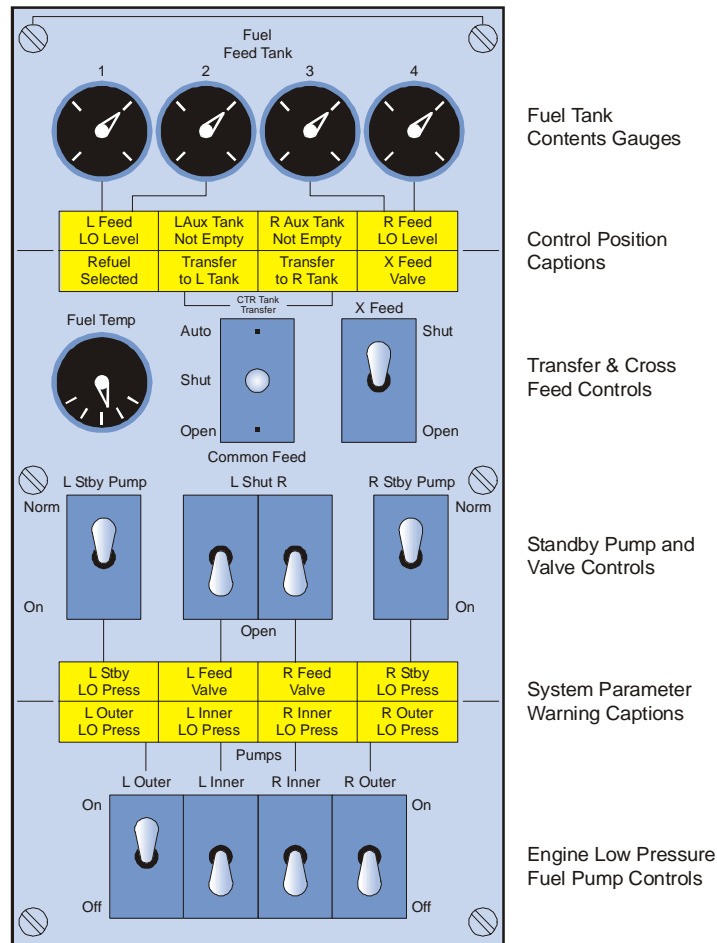 Fuel
Feed Tank
1 2 3 4
Fuel Tank
Contents Gauges
L Feed
LO Level
LAux Tank
Not Empty
R Aux Tank
Not Empty
R Feed
LO Level
Refuel
Selected
Transfer
to L Tank
Transfer
to R Tank
X Feed
Valve
Control Position
Captions
CTR Tank
Transfer
X Feed
Fuel Temp
Auto
Shut
Open
Shut
Open
Transfer & Cross
Feed Controls
Common Feed
L Stby Pump
L Shut R
R Stby Pump
Norm
On
Norm
On
Open
Standby Pump and
Valve Controls
L Stby
LO Press
L Feed
Valve
R Feed
Valve
R Stby
LO Press
L Outer
LO Press
L Inner
LO Press
R Inner
LO Press
R Outer
LO Press
System Parameter
Warning Captions
Pumps
L Outer
L Inner
R Inner
R Outer
On
Off
On
Off
Engine Low Pressure
Fuel Pump Controls